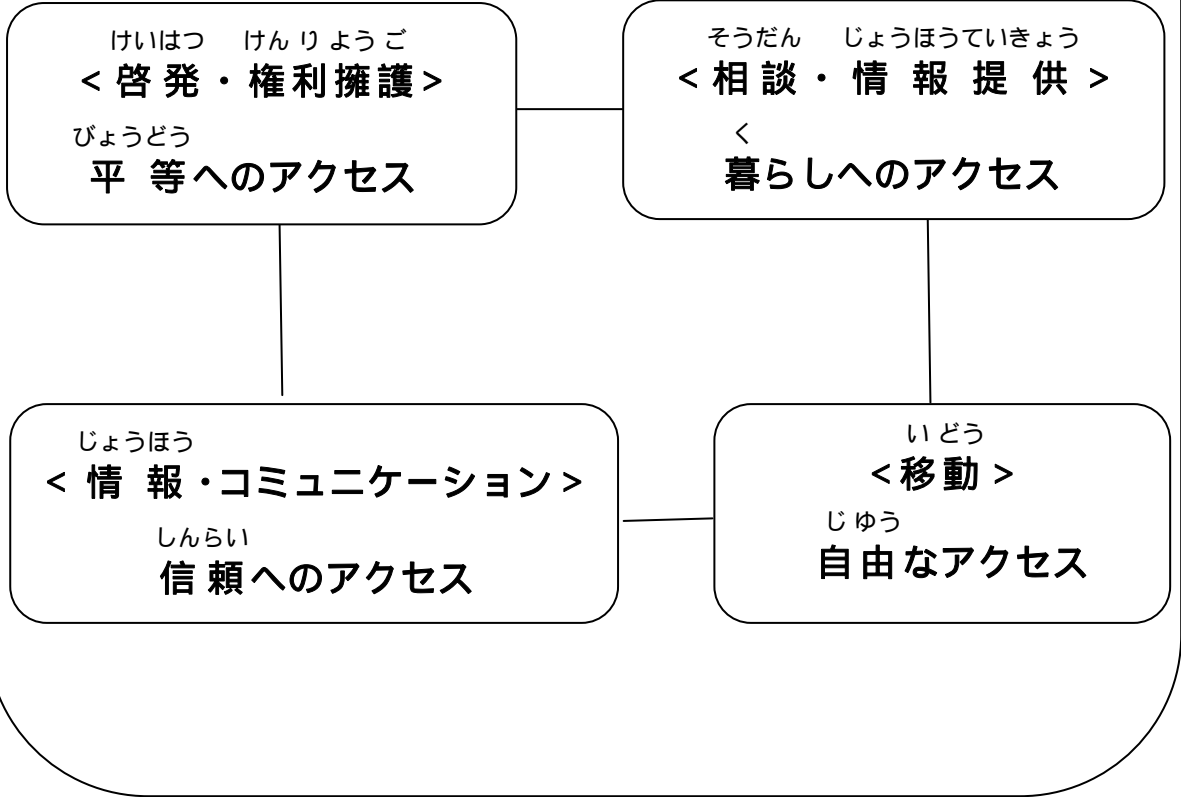 けいはつ けんりようご
<啓発・権利擁護>
びょうどう
平等へのアクセス
そうだん じょうほうていきょう
<相談・情報提供>
く
暮らしへのアクセス
じょうほう
<情報・コミュニケーション>
しんらい
信頼へのアクセス
いどう
<移動>
じゆう
自由なアクセス